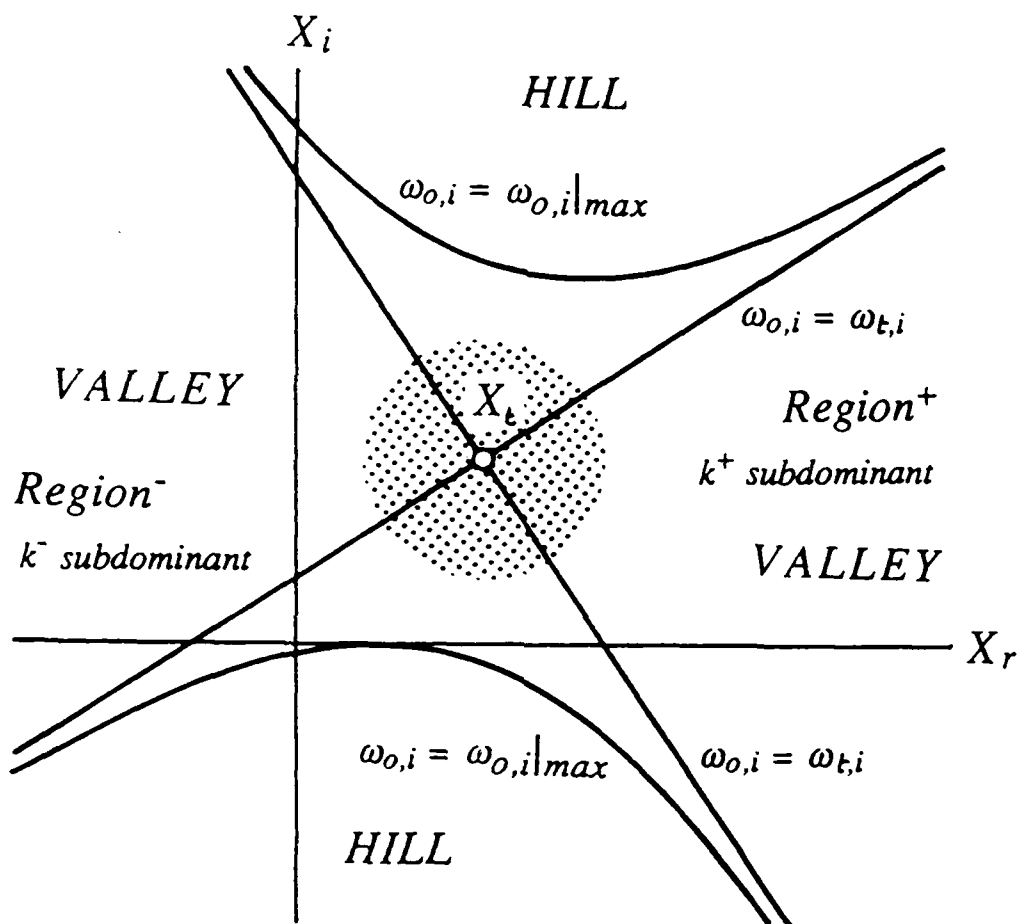 X_i
HILL
ω_{o,i} = ω_{o,i}|_{max}
ω_{o,i} = ω_{t,i}
VALLEY
X_t
Region⁺
k⁺ subdominant
Region⁻
k⁻ subdominant
VALLEY
X_r
ω_{o,i} = ω_{o,i}|_{max}
ω_{o,i} = ω_{t,i}
HILL